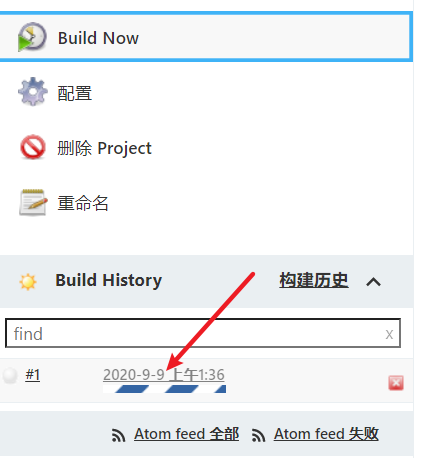 Build Now
配置
删除 Project
重命名
Build History 构建历史
find x
#1 2020-9-9 上午1:36
Atom feed 全部 Atom feed 失败